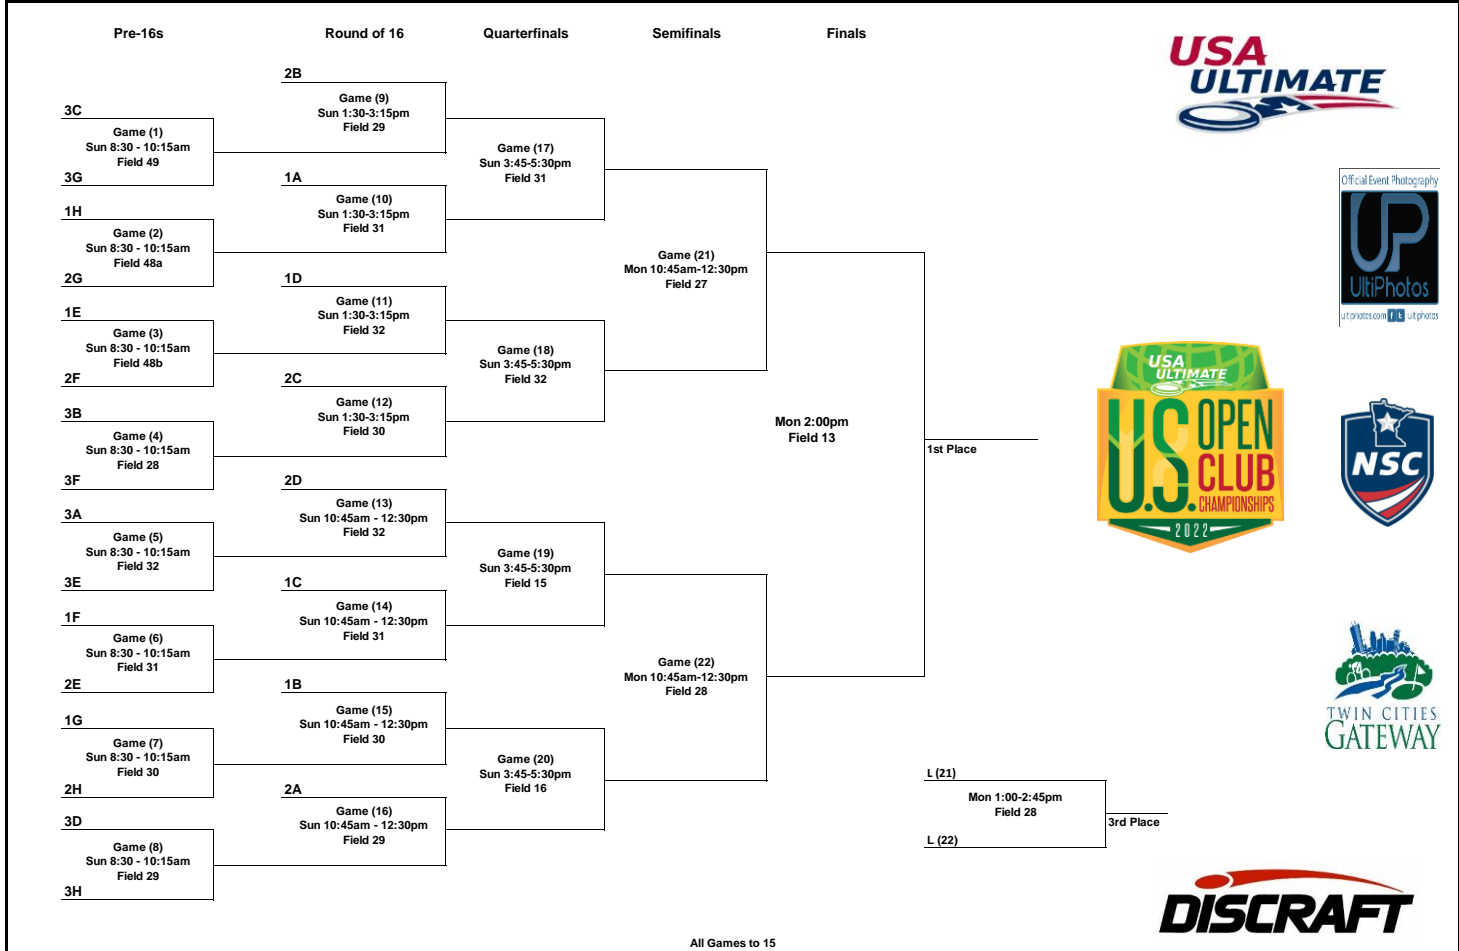 Pre-16s
Round of 16
Quarterfinals
Semifinals
Finals
3C
Game (1)
Sun 8:30 - 10:15am
Field 49
3G
1H
Game (2)
Sun 8:30 - 10:15am
Field 48a
2G
1E
Game (3)
Sun 8:30 - 10:15am
Field 48b
2F
3B
Game (4)
Sun 8:30 - 10:15am
Field 28
3F
3A
Game (5)
Sun 8:30 - 10:15am
Field 32
3E
1F
Game (6)
Sun 8:30 - 10:15am
Field 31
2E
1G
Game (7)
Sun 8:30 - 10:15am
Field 30
2H
3D
Game (8)
Sun 8:30 - 10:15am
Field 29
3H
2B
Game (9)
Sun 1:30-3:15pm
Field 29
1A
Game (10)
Sun 1:30-3:15pm
Field 31
1D
Game (11)
Sun 1:30-3:15pm
Field 32
2C
Game (12)
Sun 1:30-3:15pm
Field 30
2D
Game (13)
Sun 10:45am - 12:30pm
Field 32
1C
Game (14)
Sun 10:45am - 12:30pm
Field 31
1B
Game (15)
Sun 10:45am - 12:30pm
Field 30
2A
Game (16)
Sun 10:45am - 12:30pm
Field 29
Game (17)
Sun 3:45-5:30pm
Field 31
Game (18)
Sun 3:45-5:30pm
Field 32
Game (19)
Sun 3:45-5:30pm
Field 15
Game (20)
Sun 3:45-5:30pm
Field 16
Game (21)
Mon 10:45am-12:30pm
Field 27
Game (22)
Mon 10:45am-12:30pm
Field 28
Mon 2:00pm
Field 13
1st Place
L (21)
Mon 1:00-2:45pm
Field 28
L (22)
3rd Place
USA
ULTIMATE
Official Event Photography
UP
UltiPhotos
ultiphotos.com f t ultiphotos
USA
ULTIMATE
U.S. OPEN
CLUB
CHAMPIONSHIPS
2022
NSC
TWIN CITIES
GATEWAY
DISCRAFT
All Games to 15